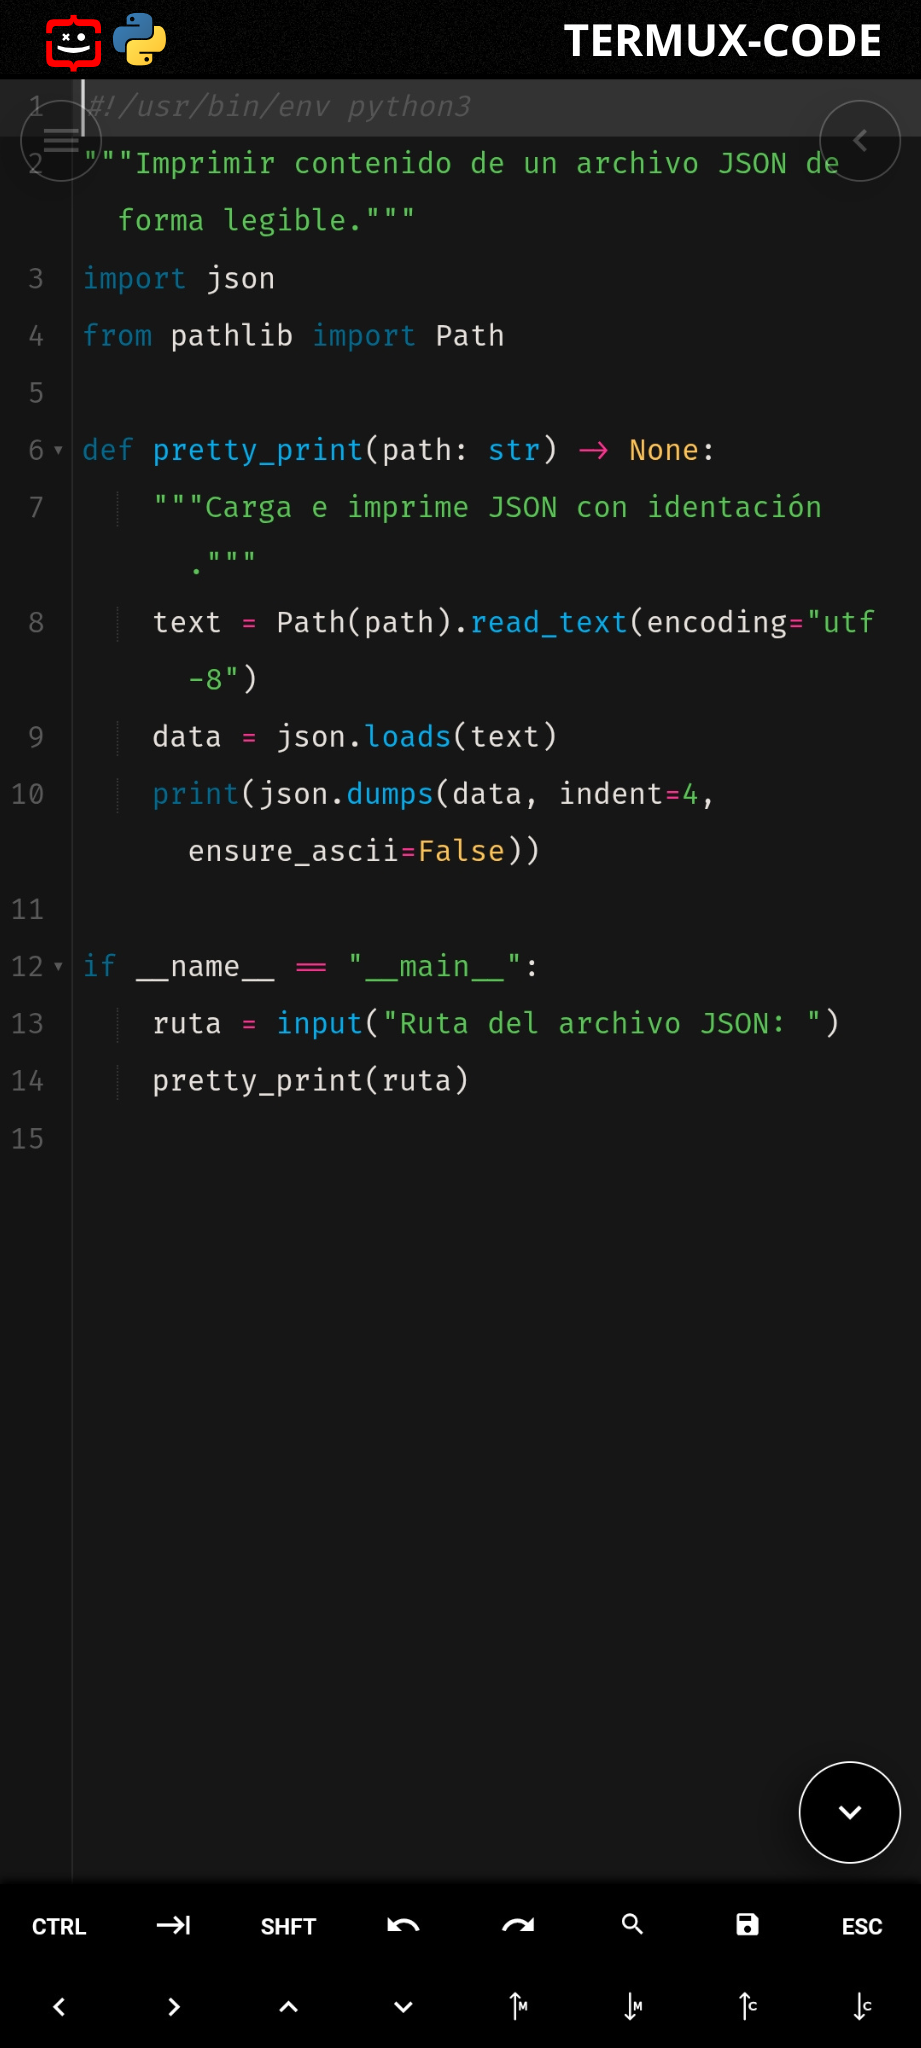 TERMUX-CODE
1 #!/usr/bin/env python3
2 """Imprimir contenido de un archivo JSON de
forma legible."""
3 import json
4 from pathlib import Path
5
6 def pretty_print(path: str) -> None:
7 """Carga e imprime JSON con identación
."""
8 text = Path(path).read_text(encoding="utf
-8")
9 data = json.loads(text)
10 print(json.dumps(data, indent=4,
ensure_ascii=False))
11
12 if __name__ == "__main__":
13 ruta = input("Ruta del archivo JSON: ")
14 pretty_print(ruta)
15
CTRL SHFT ESC
M M C C